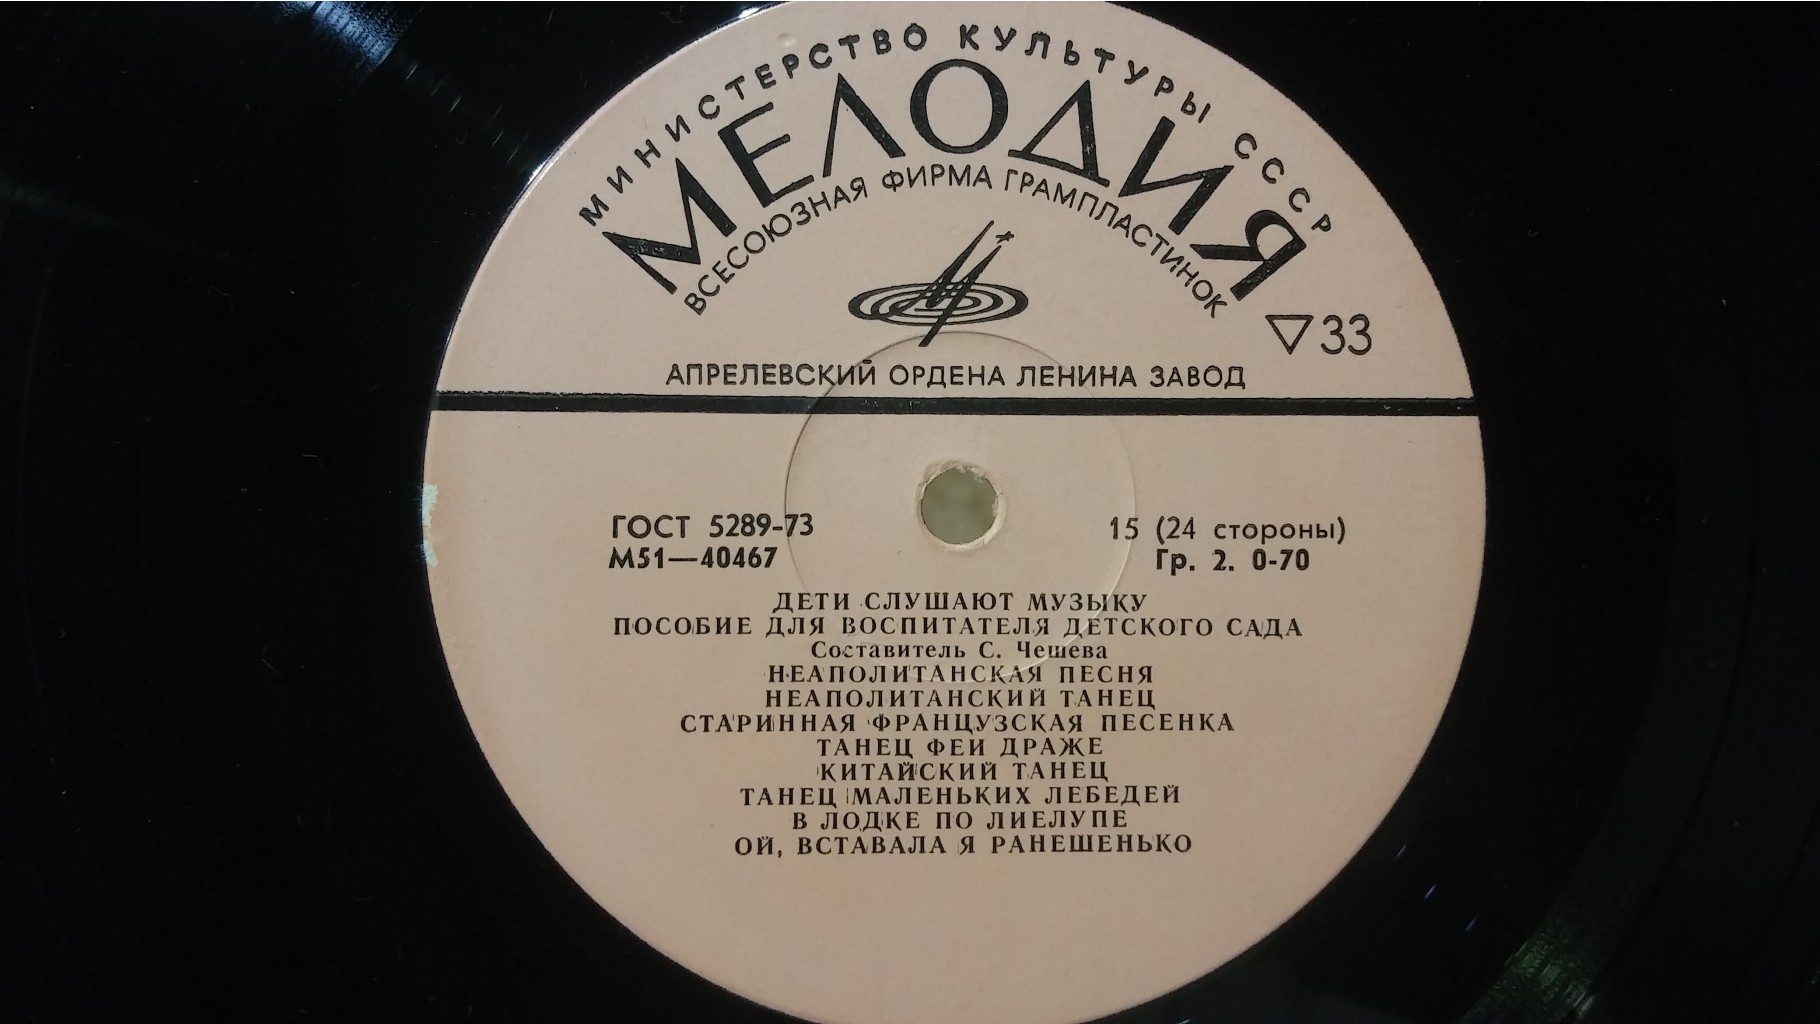 МИНИСТЕРСТВО КУЛЬТУРЫ СССР
МЕЛОДИЯ
ВСЕСОЮЗНАЯ ФИРМА ГРАМПЛАСТИНОК
33
АПРЕЛЕВСКИЙ ОРДЕНА ЛЕНИНА ЗАВОД
ГОСТ 5289-73
М51—40467
15 (24 стороны)
Гр. 2. 0-70
ДЕТИ СЛУШАЮТ МУЗЫКУ
ПОСОБИЕ ДЛЯ ВОСПИТАТЕЛЯ ДЕТСКОГО САДА
Составитель С. Чешева
НЕАПОЛИТАНСКАЯ ПЕСНЯ
НЕАПОЛИТАНСКИЙ ТАНЕЦ
СТАРИННАЯ ФРАНЦУЗСКАЯ ПЕСЕНКА
ТАНЕЦ ФЕИ ДРАЖЕ
КИТАЙСКИЙ ТАНЕЦ
ТАНЕЦ МАЛЕНЬКИХ ЛЕБЕДЕЙ
В ЛОДКЕ ПО ЛИЕЛУПЕ
ОЙ, ВСТАВАЛА Я РАНЕШЕНЬКО